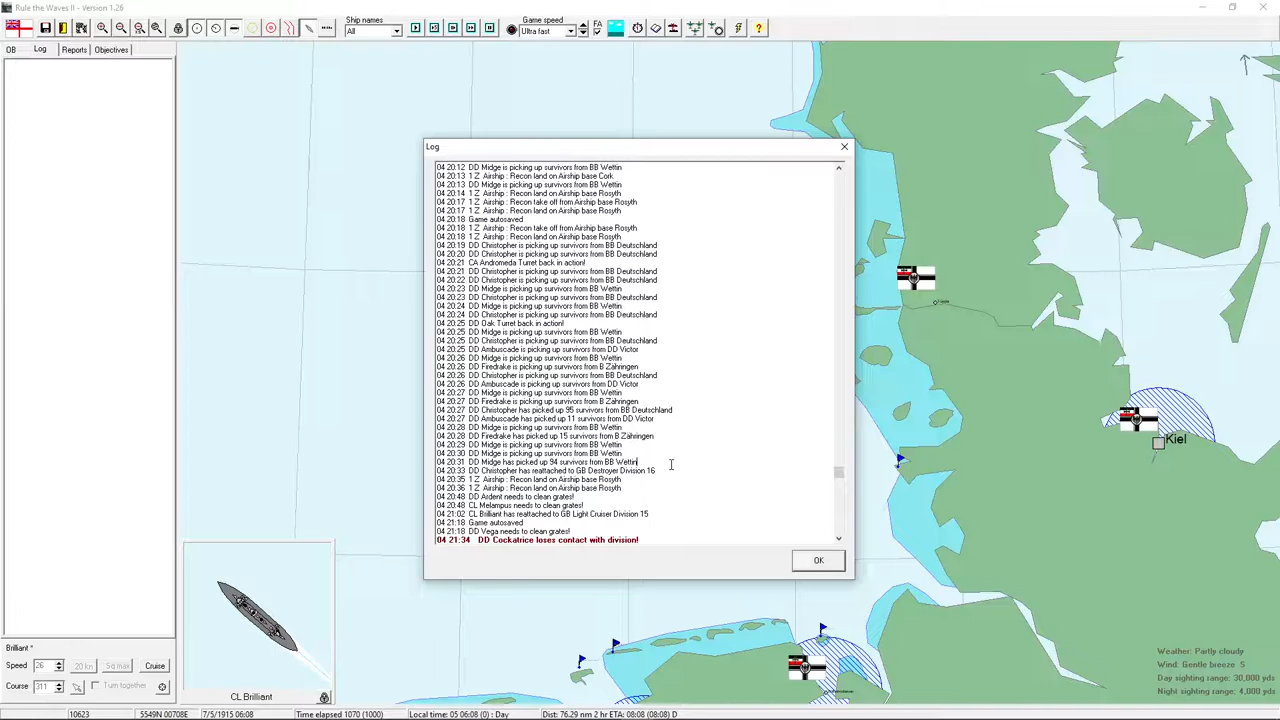 Rule the Waves II - Version 1.26
Ship names
All
Game speed
Ultra fast
FA
OB Log Reports Objectives
Log
04 20:12 DD Midge is picking up survivors from BB Wettin
04 20:13 1 Z Airship : Recon land on Airship base Cork
04 20:13 DD Midge is picking up survivors from BB Wettin
04 20:14 1 Z Airship : Recon land on Airship base Rosyth
04 20:17 1 Z Airship : Recon take off from Airship base Rosyth
04 20:17 1 Z Airship : Recon land on Airship base Rosyth
04 20:18 Game autosaved
04 20:18 1 Z Airship : Recon take off from Airship base Rosyth
04 20:18 1 Z Airship : Recon land on Airship base Rosyth
04 20:19 DD Christopher is picking up survivors from BB Deutschland
04 20:20 DD Christopher is picking up survivors from BB Deutschland
04 20:21 CA Andromeda Turret back in action!
04 20:21 DD Christopher is picking up survivors from BB Deutschland
04 20:22 DD Christopher is picking up survivors from BB Deutschland
04 20:23 DD Midge is picking up survivors from BB Wettin
04 20:23 DD Christopher is picking up survivors from BB Deutschland
04 20:24 DD Midge is picking up survivors from BB Wettin
04 20:24 DD Christopher is picking up survivors from BB Deutschland
04 20:25 DD Oak Turret back in action!
04 20:25 DD Midge is picking up survivors from BB Wettin
04 20:25 DD Christopher is picking up survivors from BB Deutschland
04 20:25 DD Ambuscade is picking up survivors from DD Victor
04 20:26 DD Midge is picking up survivors from BB Wettin
04 20:26 DD Firedrake is picking up survivors from B Zähringen
04 20:26 DD Christopher is picking up survivors from BB Deutschland
04 20:26 DD Ambuscade is picking up survivors from DD Victor
04 20:27 DD Midge is picking up survivors from BB Wettin
04 20:27 DD Firedrake is picking up survivors from B Zähringen
04 20:27 DD Christopher has picked up 95 survivors from BB Deutschland
04 20:27 DD Ambuscade has picked up 11 survivors from DD Victor
04 20:28 DD Midge is picking up survivors from BB Wettin
04 20:28 DD Firedrake has picked up 15 survivors from B Zähringen
04 20:29 DD Midge is picking up survivors from BB Wettin
04 20:30 DD Midge is picking up survivors from BB Wettin
04 20:31 DD Midge has picked up 94 survivors from BB Wettin
04 20:33 DD Christopher has reattached to GB Destroyer Division 16
04 20:35 1 Z Airship : Recon land on Airship base Rosyth
04 20:36 1 Z Airship : Recon land on Airship base Rosyth
04 20:48 DD Ardent needs to clean grates!
04 20:48 CL Melampus needs to clean grates!
04 21:02 CL Brilliant has reattached to GB Light Cruiser Division 15
04 21:18 Game autosaved
04 21:18 DD Vega needs to clean grates!
04 21:34 DD Cockatrice loses contact with division!
OK
Kiel
Brilliant *
Speed 26 20 kn Sq max Cruise
Course 311 Turn together
CL Brilliant
Weather: Partly cloudy
Wind: Gentle breeze S
Day sighting range: 30,000 yds
Night sighting range: 4,000 yds
10623 5549N 00708E 7/5/1915 06:08 Time elapsed 1070 (1000) Local time: 05 06:08 (0) : Day Dist: 76.29 nm 2 hr ETA: 08:08 (08:08) D